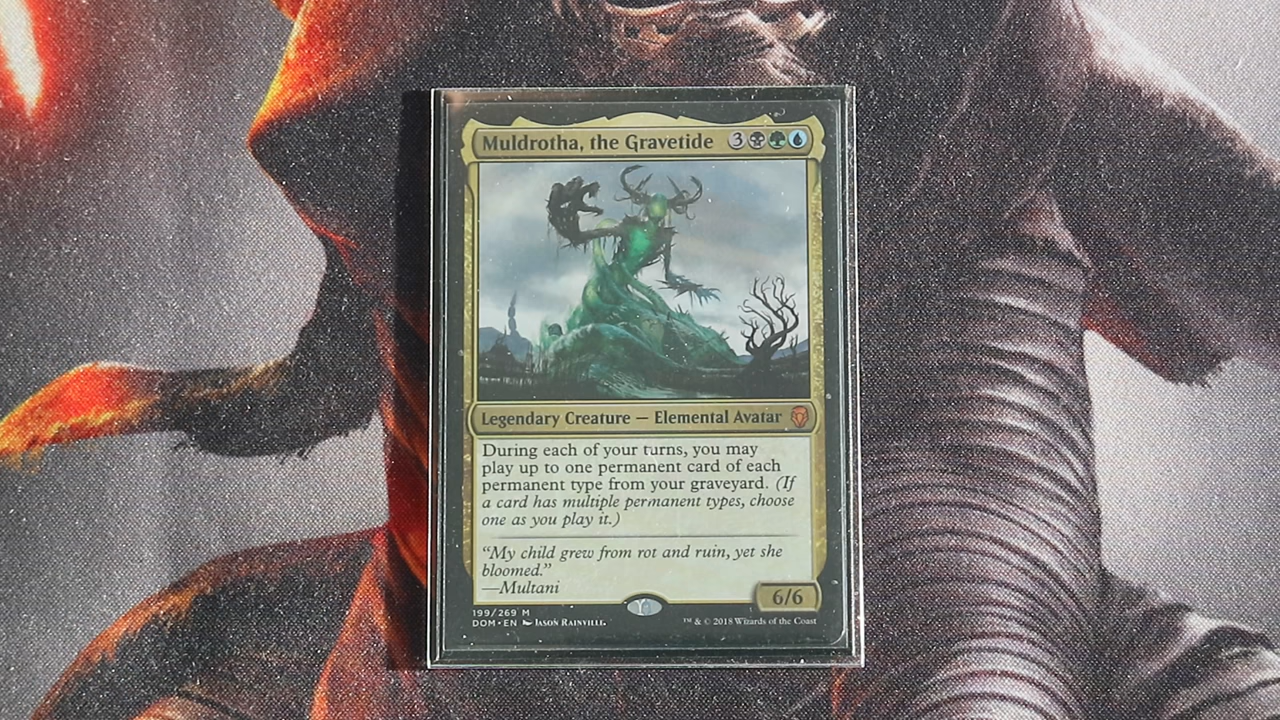 Muldrotha, the Gravetide 3
Legendary Creature — Elemental Avatar
During each of your turns, you may
play up to one permanent card of each
permanent type from your graveyard. (If
a card has multiple permanent types, choose
one as you play it.)
“My child grew from rot and ruin, yet she
bloomed.”
—Multani
6/6
199/269 M
DOM • EN Jason Rainville
™ & © 2018 Wizards of the Coast